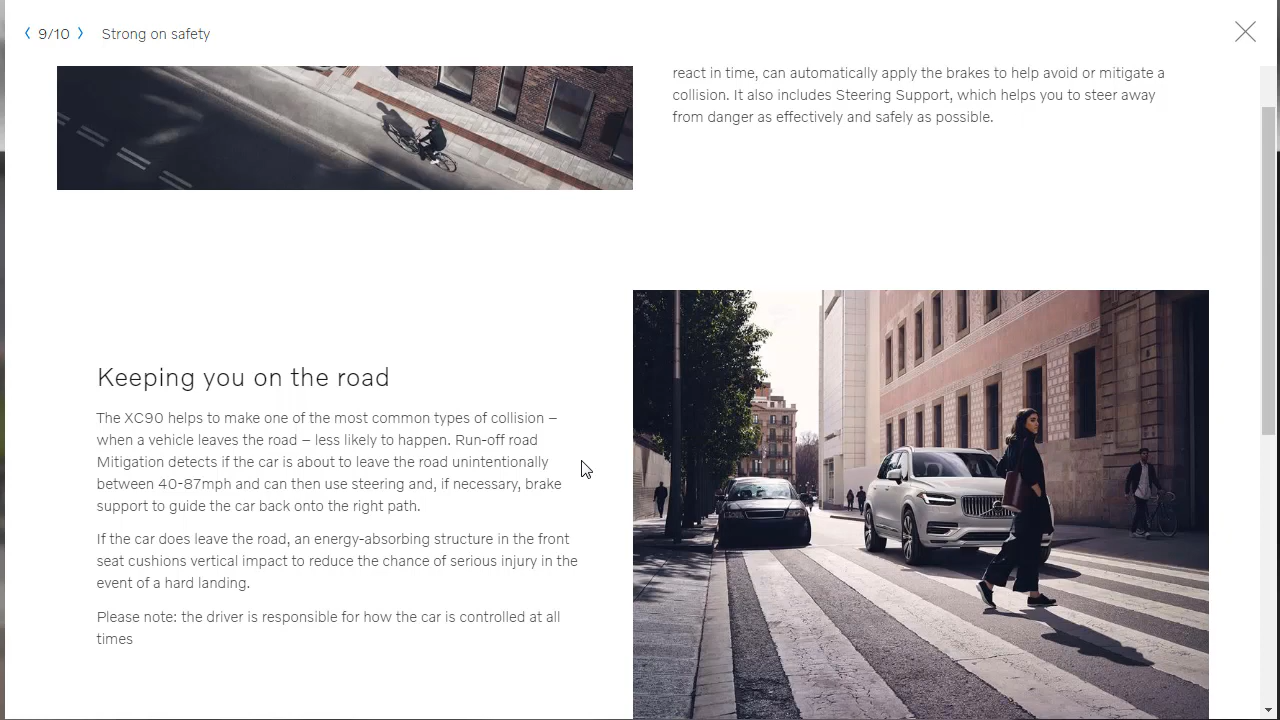 9/10 Strong on safety
react in time, can automatically apply the brakes to help avoid or mitigate a
collision. It also includes Steering Support, which helps you to steer away
from danger as effectively and safely as possible.
Keeping you on the road
The XC90 helps to make one of the most common types of collision –
when a vehicle leaves the road – less likely to happen. Run-off road
Mitigation detects if the car is about to leave the road unintentionally
between 40-87mph and can then use steering and, if necessary, brake
support to guide the car back onto the right path.
If the car does leave the road, an energy-absorbing structure in the front
seat cushions vertical impact to reduce the chance of serious injury in the
event of a hard landing.
Please note: the driver is responsible for how the car is controlled at all
times